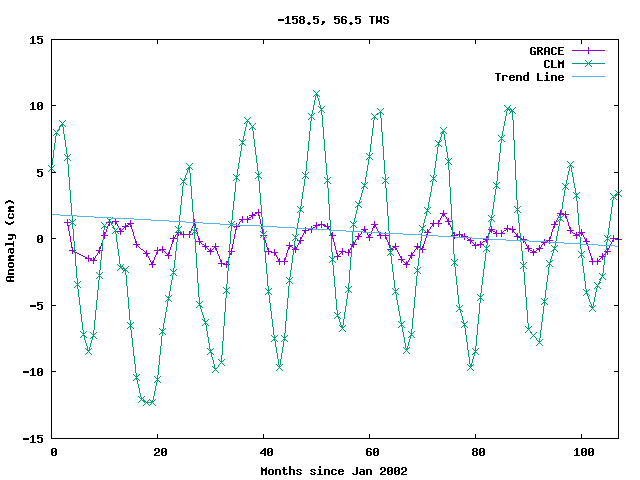 -158.5, 56.5 TWS
GRACE
CLM
Trend Line
Anomaly (cm)
15
10
5
0
-5
-10
-15
0 20 40 60 80 100
Months since Jan 2002